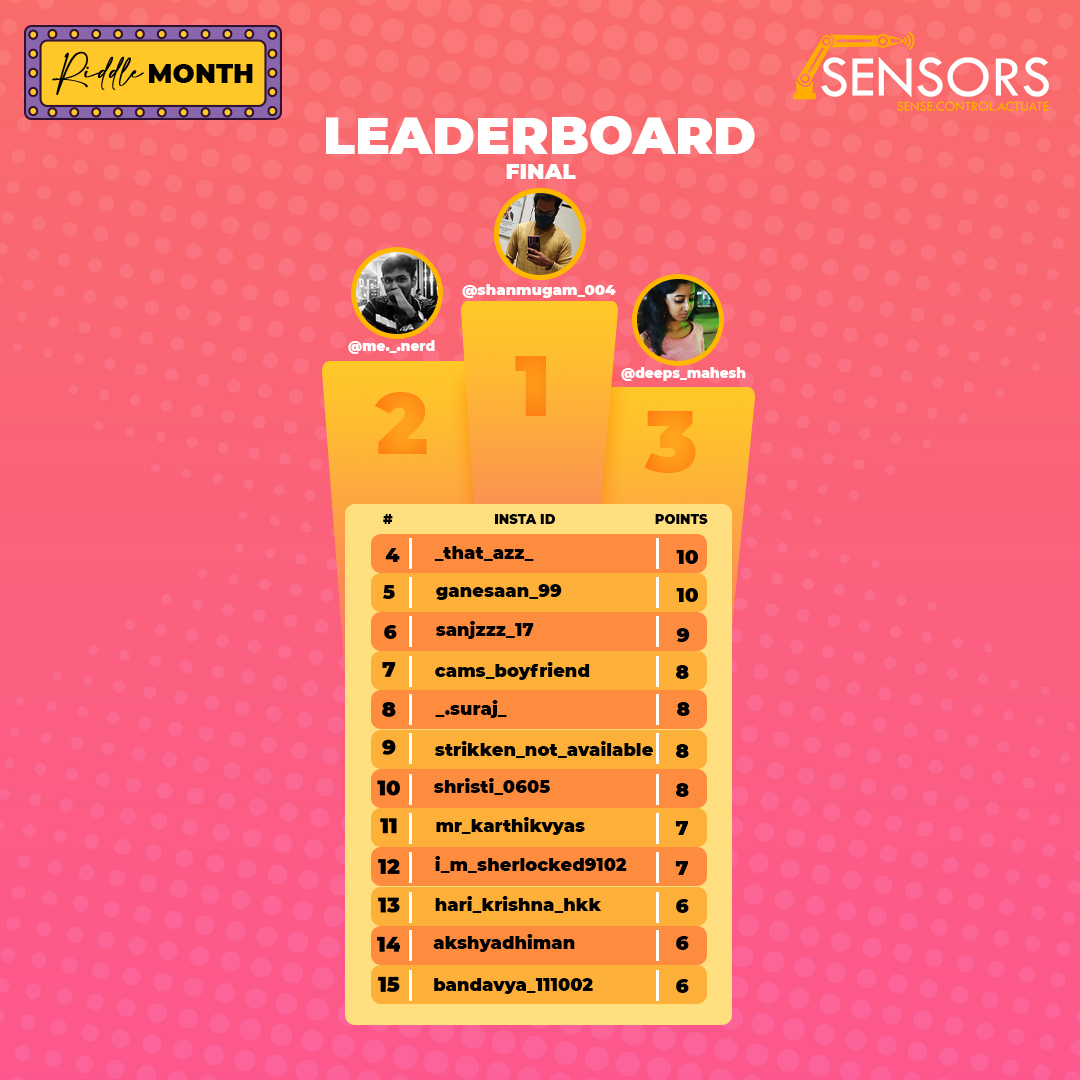 Riddle MONTH
SENSORS
SENSE.CONTROL.ACTUATE
LEADERBOARD
FINAL
@shanmugam_004
@me._.nerd
@deeps_mahesh
1
2
3
# INSTA ID POINTS
4 _that_azz_ 10
5 ganesaan_99 10
6 sanjzzz_17 9
7 cams_boyfriend 8
8 _.suraj_ 8
9 strikken_not_available 8
10 shristi_0605 8
11 mr_karthikvyas 7
12 i_m_sherlocked9102 7
13 hari_krishna_hkk 6
14 akshyadhiman 6
15 bandavya_111002 6